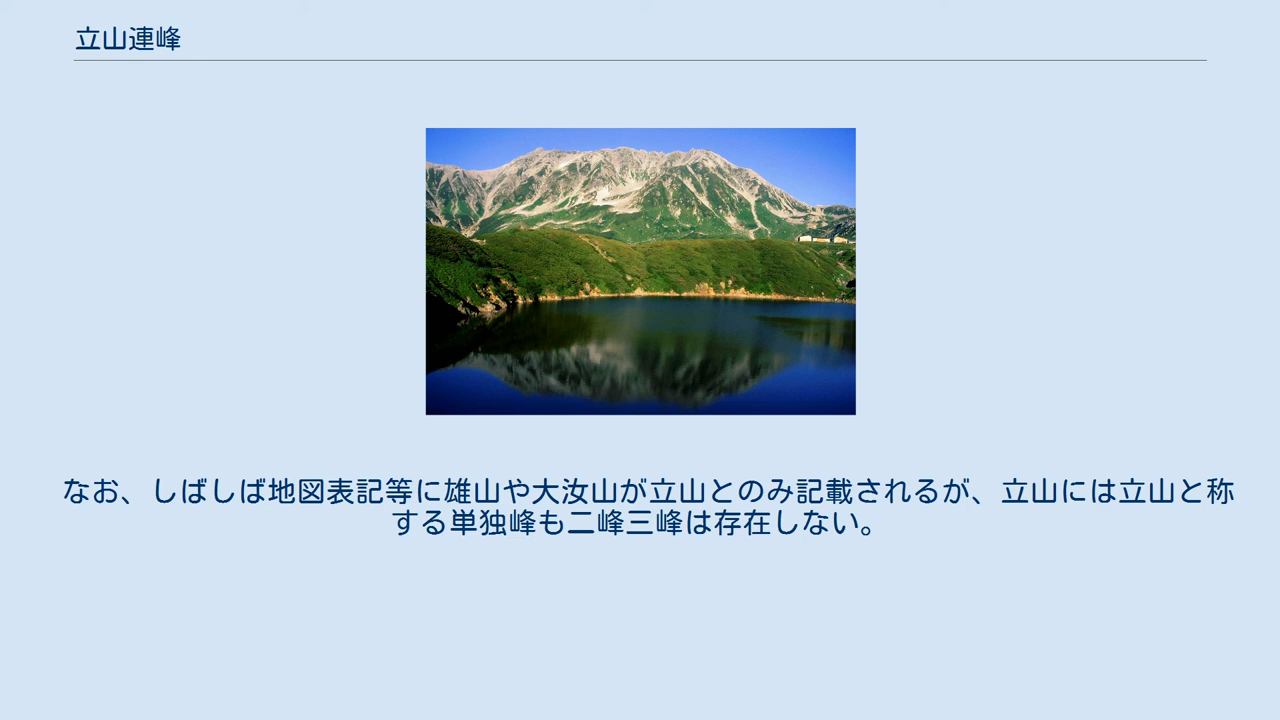 立山連峰
なお、しばしば地図表記等に雄山や大汝山が立山とのみ記載されるが、立山には立山と称
する単独峰も二峰三峰は存在しない。